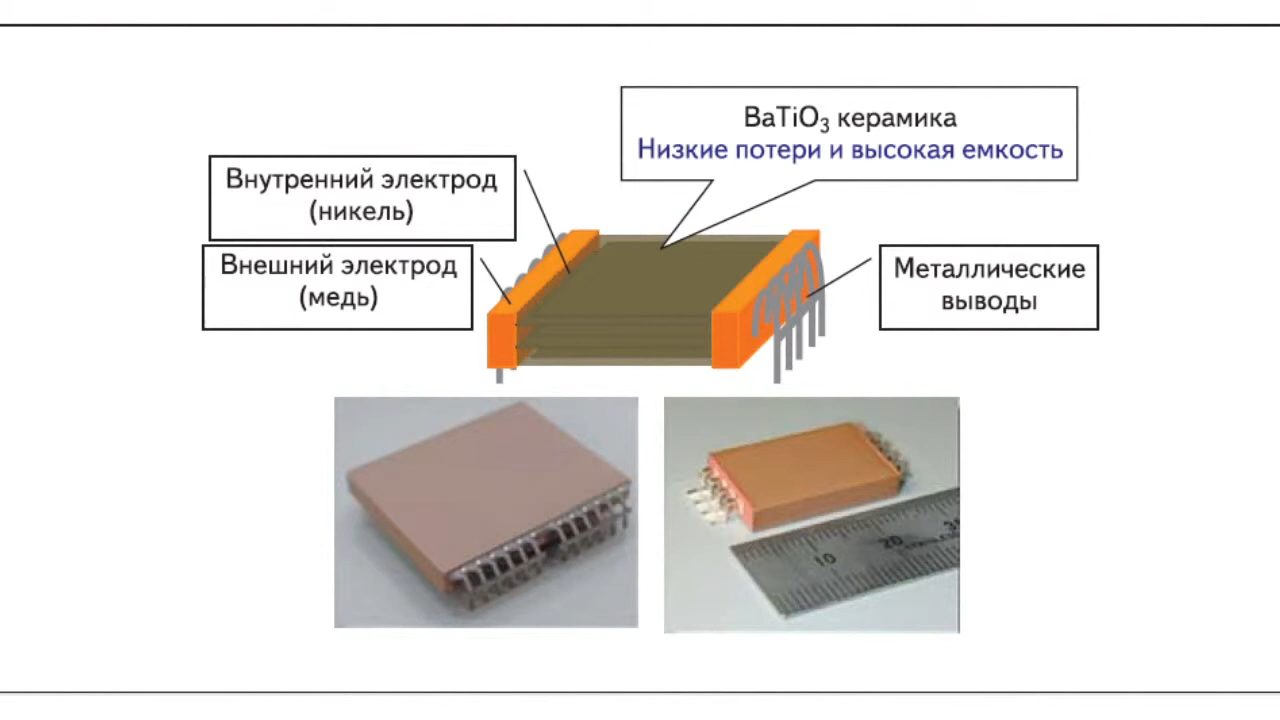 BaTiO₃ керамика
Низкие потери и высокая емкость
Внутренний электрод
(никель)
Внешний электрод
(медь)
Металлические
выводы
10
20